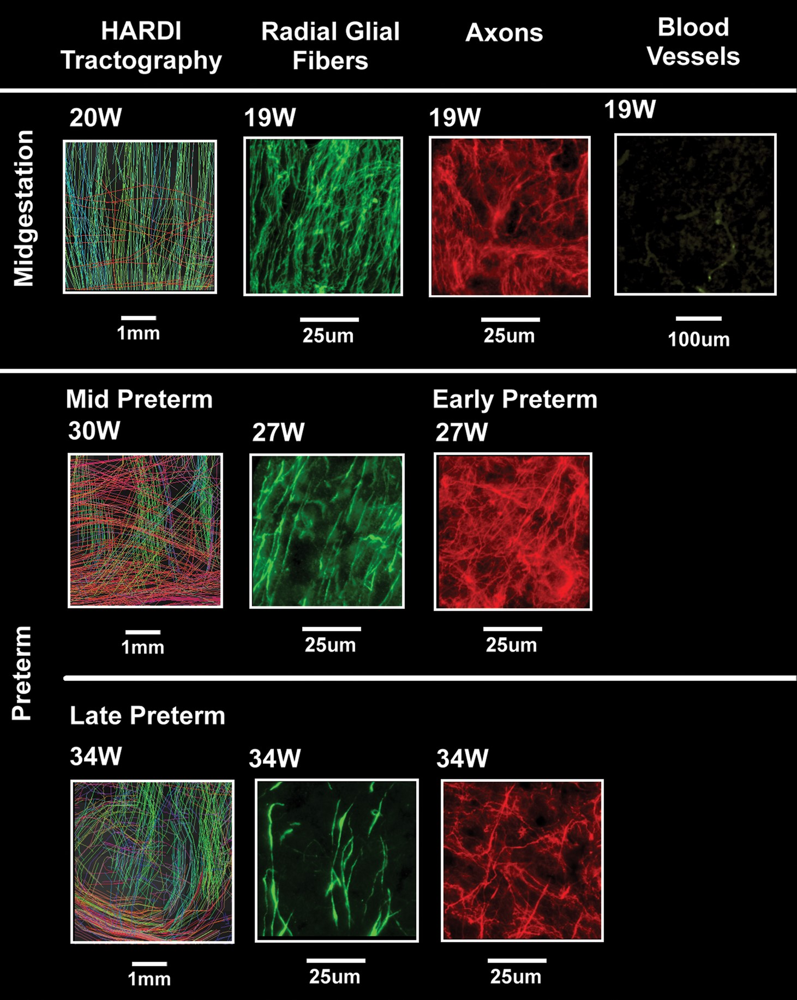 HARDI
Tractography
Radial Glial
Fibers
Axons
Blood
Vessels
Midgestation
20W
19W
19W
19W
1mm
25um
25um
100um
Preterm
Mid Preterm
30W
27W
Early Preterm
27W
1mm
25um
25um
Late Preterm
34W
34W
34W
1mm
25um
25um